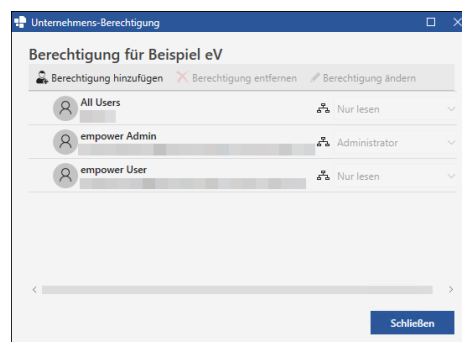 Unternehmens-Berechtigung
Berechtigung für Beispiel eV
Berechtigung hinzufügen Berechtigung entfernen Berechtigung ändern
All Users Nur lesen
empower Admin Administrator
empower User Nur lesen
Schließen